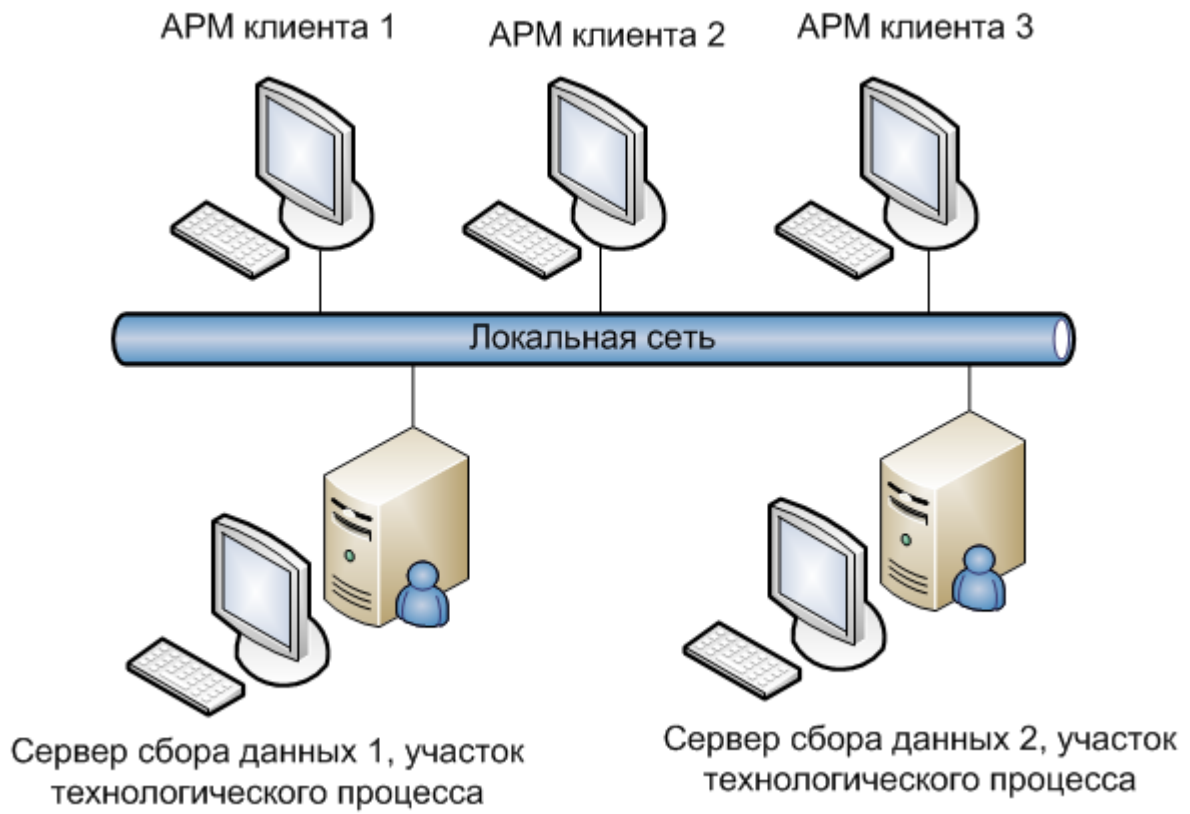 АРМ клиента 1
АРМ клиента 2
АРМ клиента 3
Локальная сеть
Сервер сбора данных 1, участок
технологического процесса
Сервер сбора данных 2, участок
технологического процесса